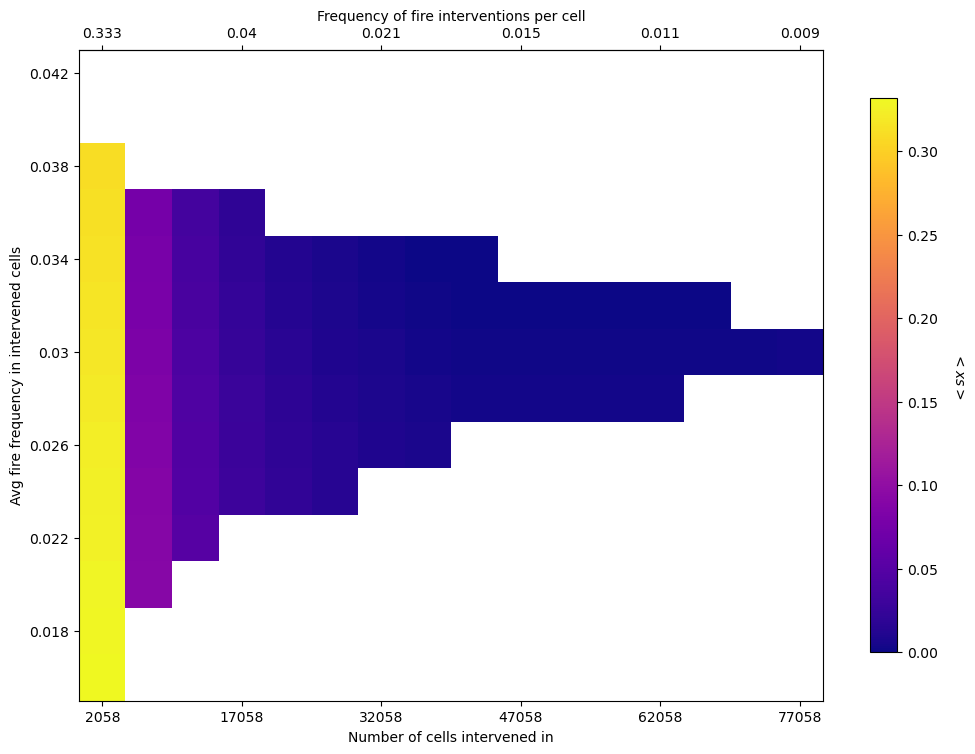 Frequency of fire interventions per cell
0.333 0.04 0.021 0.015 0.011 0.009
0.042
0.038
0.034
0.03
0.026
0.022
0.018
Avg fire frequency in intervened cells
2058 17058 32058 47058 62058 77058
Number of cells intervened in
0.30
0.25
0.20
0.15
0.10
0.05
0.00
< sx >